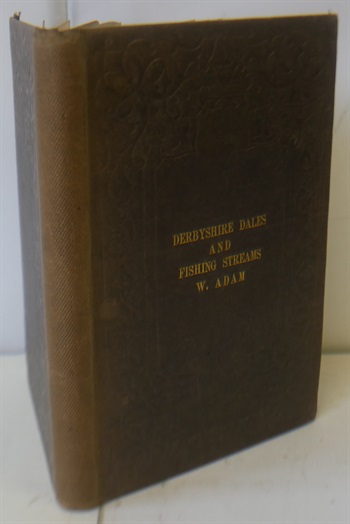 DERBYSHIRE DALES
AND
FISHING STREAMS
W. ADAM